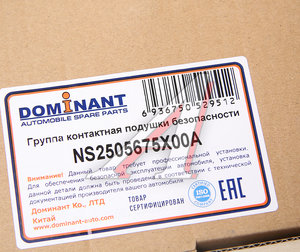 DOMINANT
AUTOMOBILE SPARE PARTS
6 936750 529512
Группа контактная подушки безопасности
NS2505675X00A
Внимание! Данный товар требует профессиональной установки.
Для обеспечения безопасной эксплуатации автомобиля, установка
данной детали должна быть проведена в соответствии с
документацией производителя вашего автомобиля.
Доминант Ко., ЛТД
Китай
www.dominant-auto.com
ТОВАР
СЕРТИФИЦИРОВАН
ISO
EAC